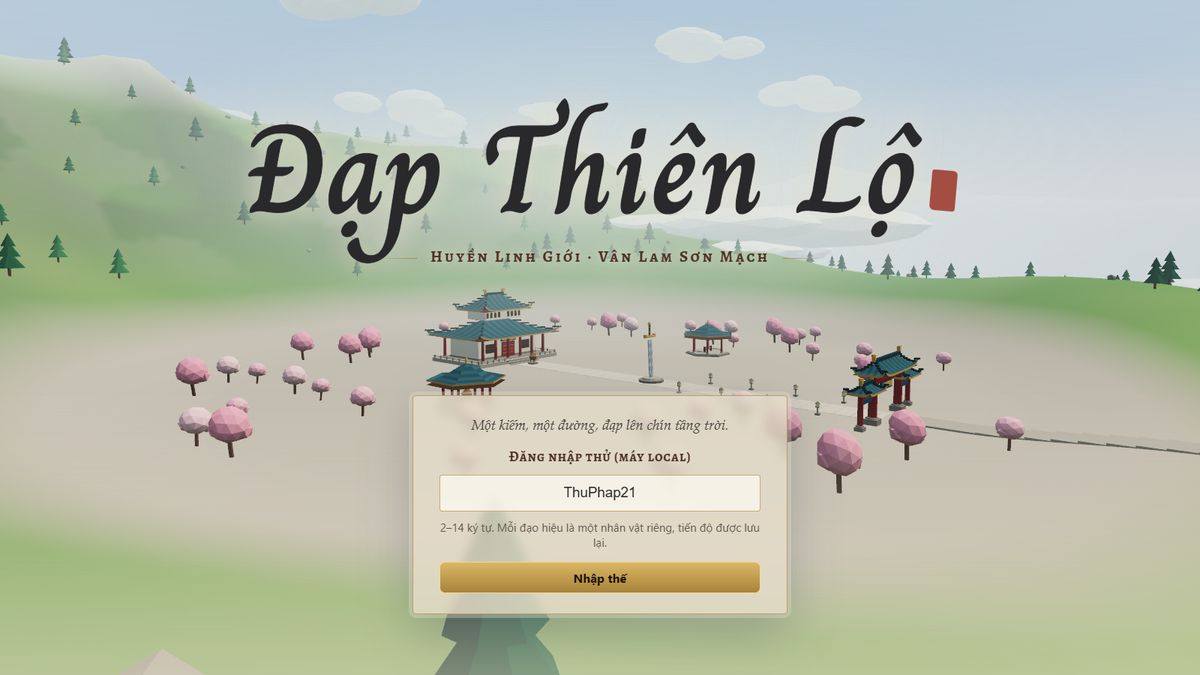 Đạp Thiên Lộ
Huyền Linh Giới · Vân Lam Sơn Mạch
Một kiếm, một đường, đạp lên chín tầng trời.
Đăng nhập thử (máy local)
ThuPhap21
2–14 ký tự. Mỗi đạo hiệu là một nhân vật riêng, tiến độ được lưu
lại.
Nhập thế